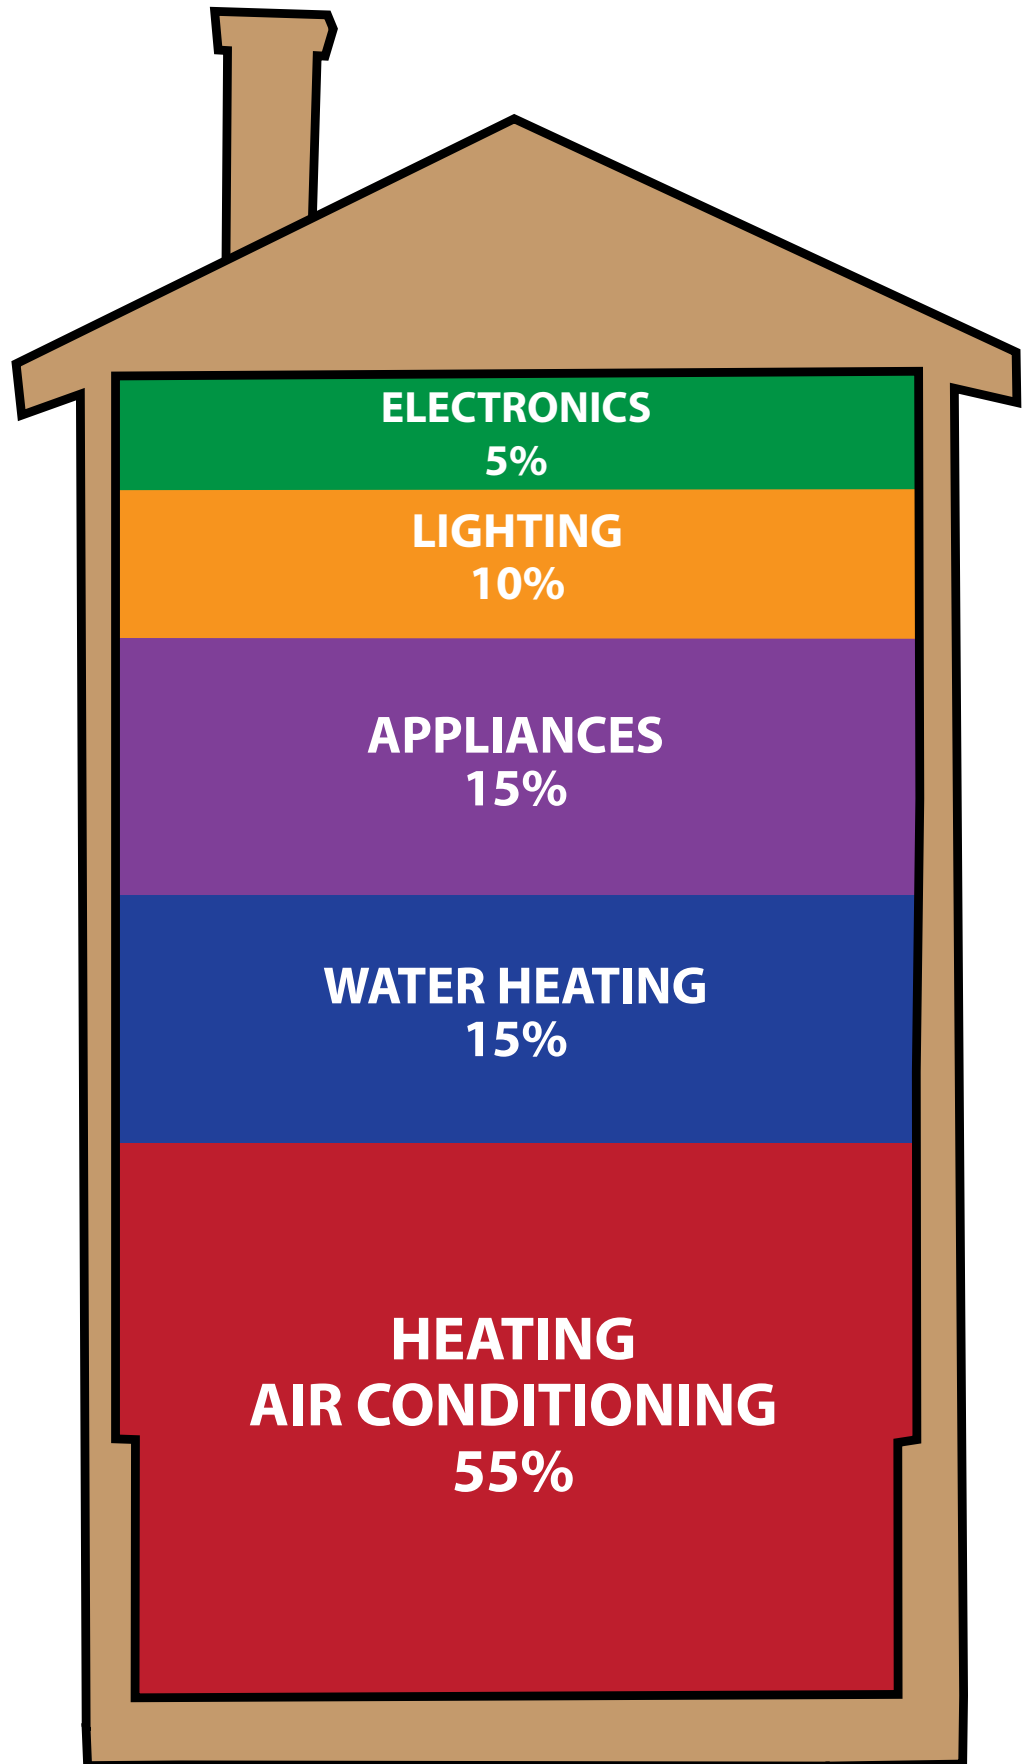 ELECTRONICS
5%
LIGHTING
10%
APPLIANCES
15%
WATER HEATING
15%
HEATING
AIR CONDITIONING
55%